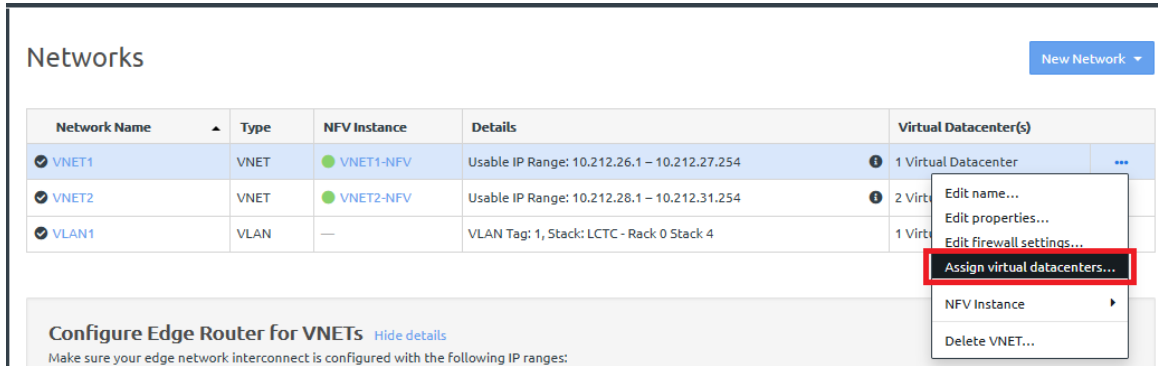 Networks
New Network
Network Name Type NFV Instance Details Virtual Datacenter(s)
VNET1 VNET VNET1-NFV Usable IP Range: 10.212.26.1 – 10.212.27.254 1 Virtual Datacenter
VNET2 VNET VNET2-NFV Usable IP Range: 10.212.28.1 – 10.212.31.254 2 Virt
VLAN1 VLAN — VLAN Tag: 1, Stack: LCTC - Rack 0 Stack 4 1 Virt
Edit name...
Edit properties...
Edit firewall settings...
Assign virtual datacenters...
NFV Instance
Delete VNET...
Configure Edge Router for VNETs Hide details
Make sure your edge network interconnect is configured with the following IP ranges: